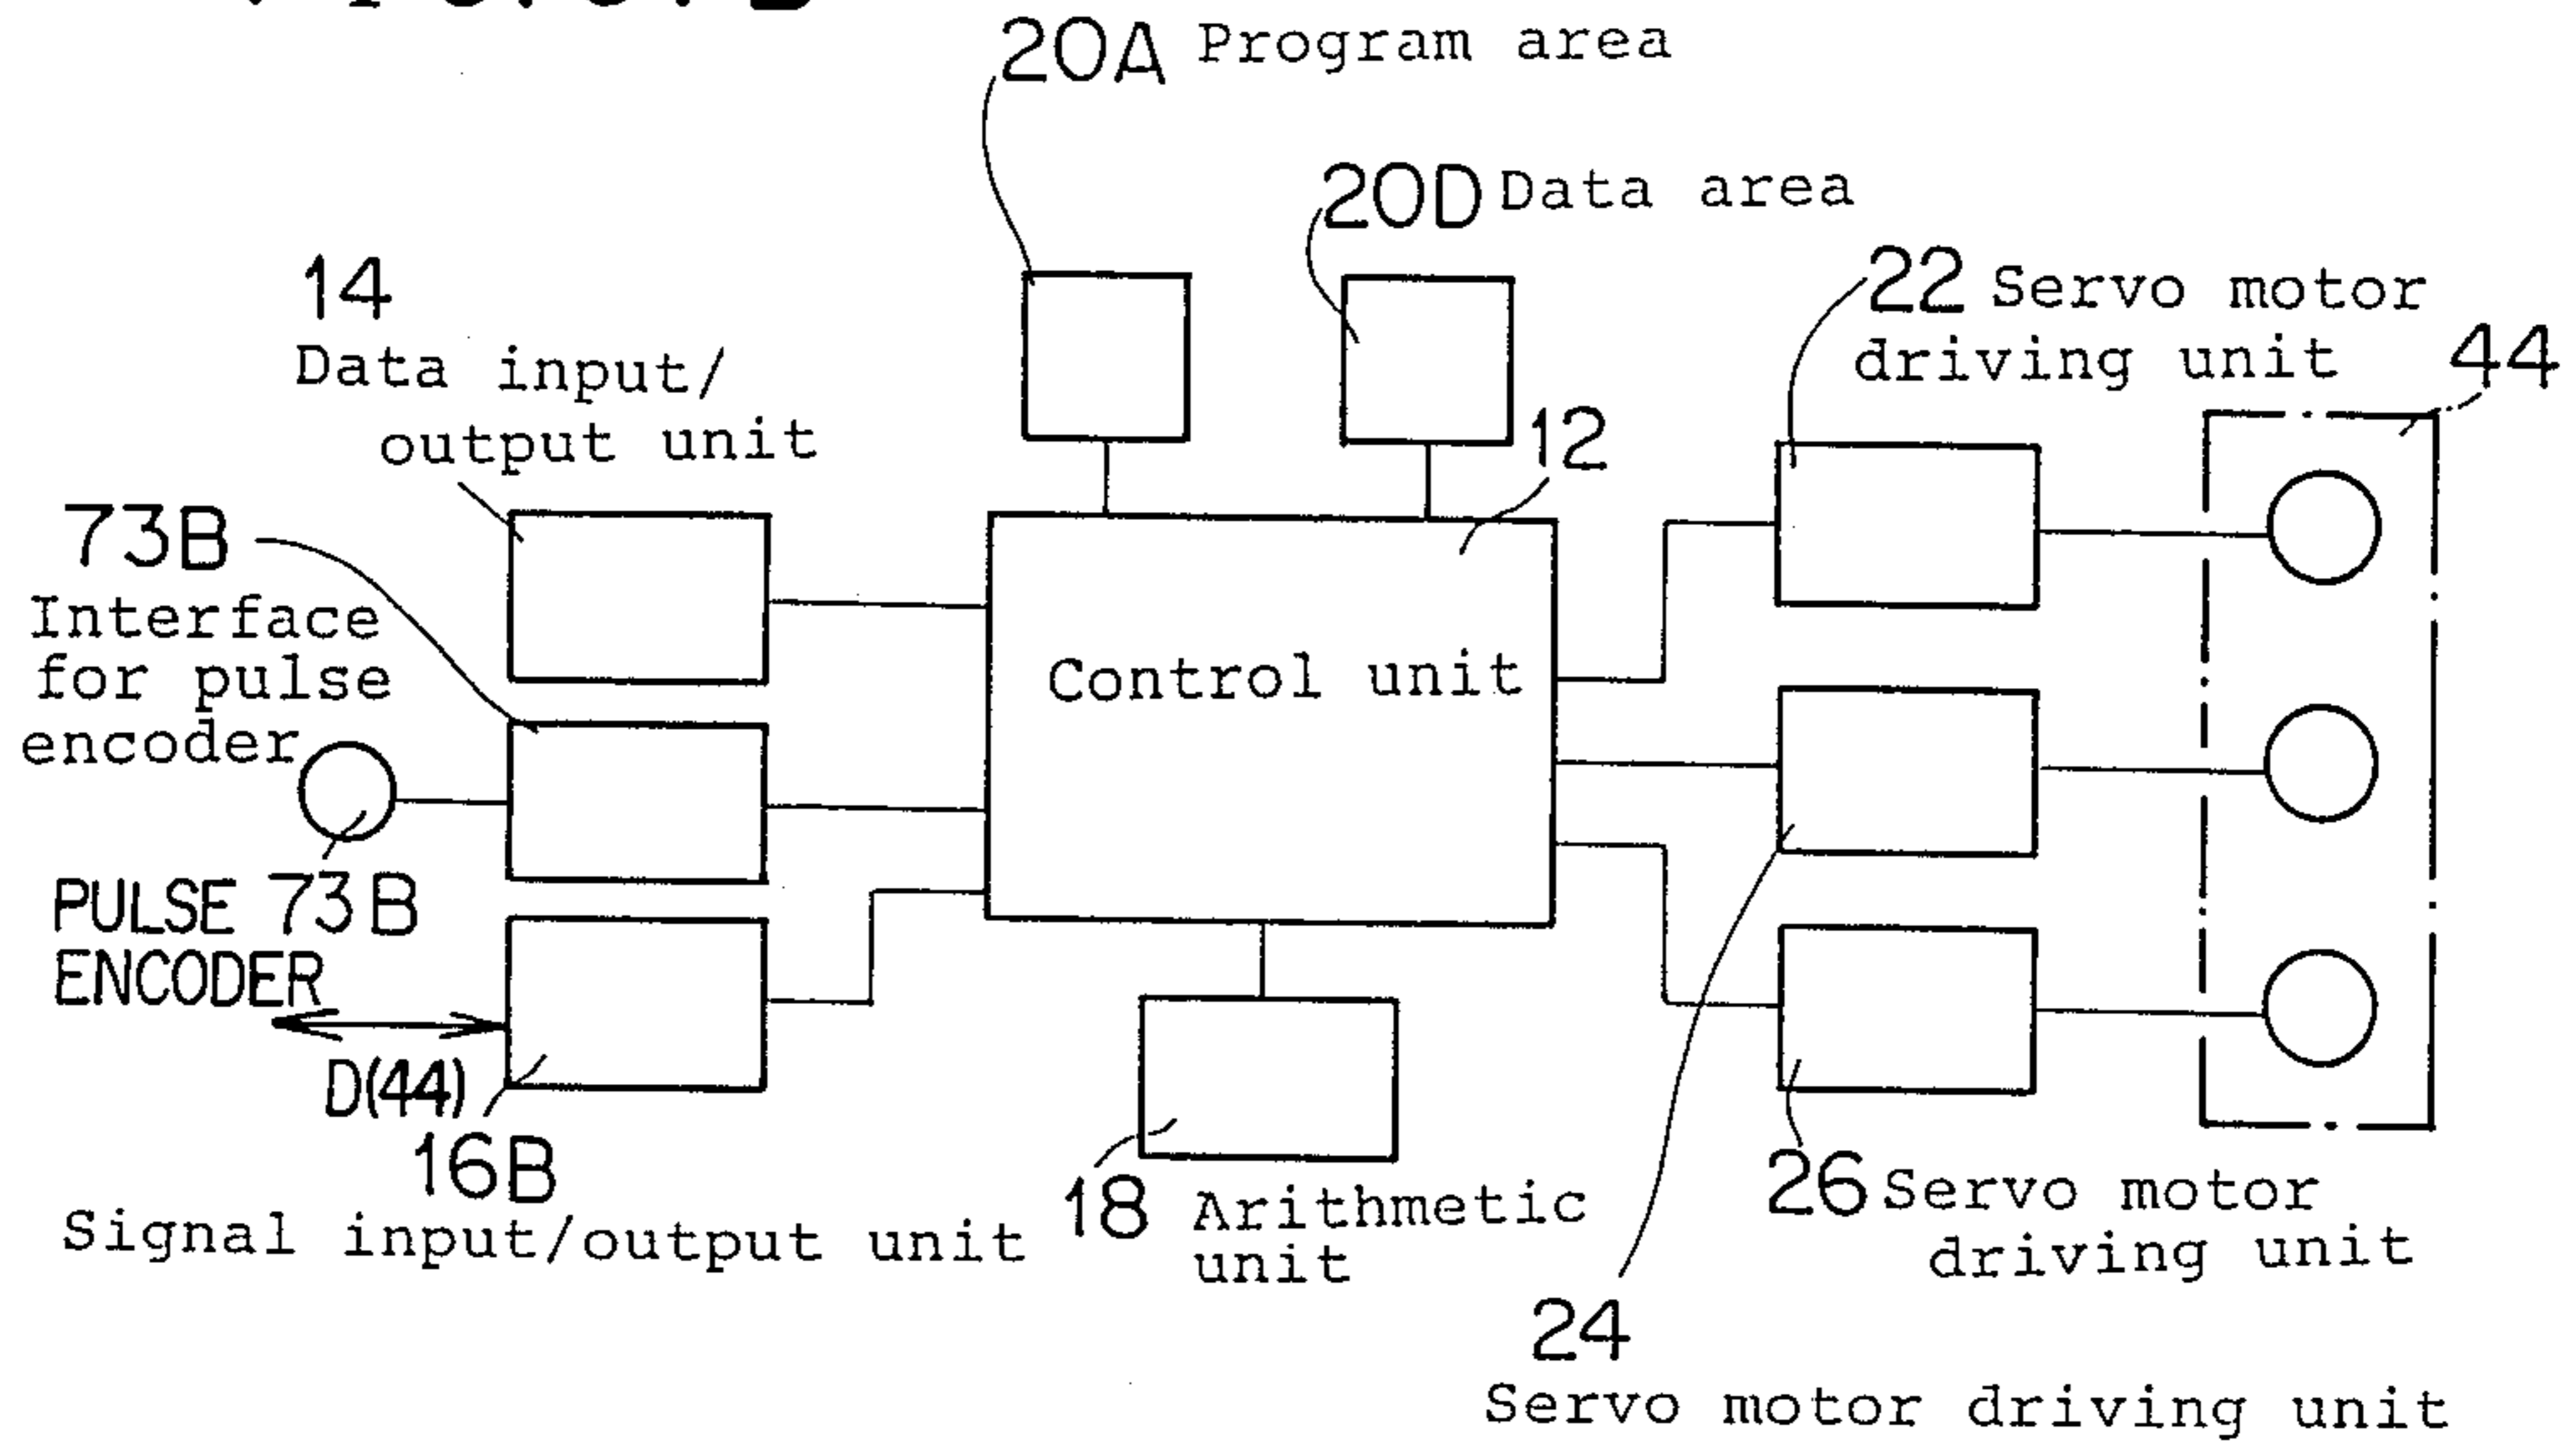 20A Program area
20D Data area
14
Data input/
output unit
22 Servo motor
driving unit
44
12
73B
Interface
for pulse
encoder
Control unit
PULSE 73B
ENCODER
D(44)
16B
Signal input/output unit
18 Arithmetic
unit
26 Servo motor
driving unit
24
Servo motor driving unit